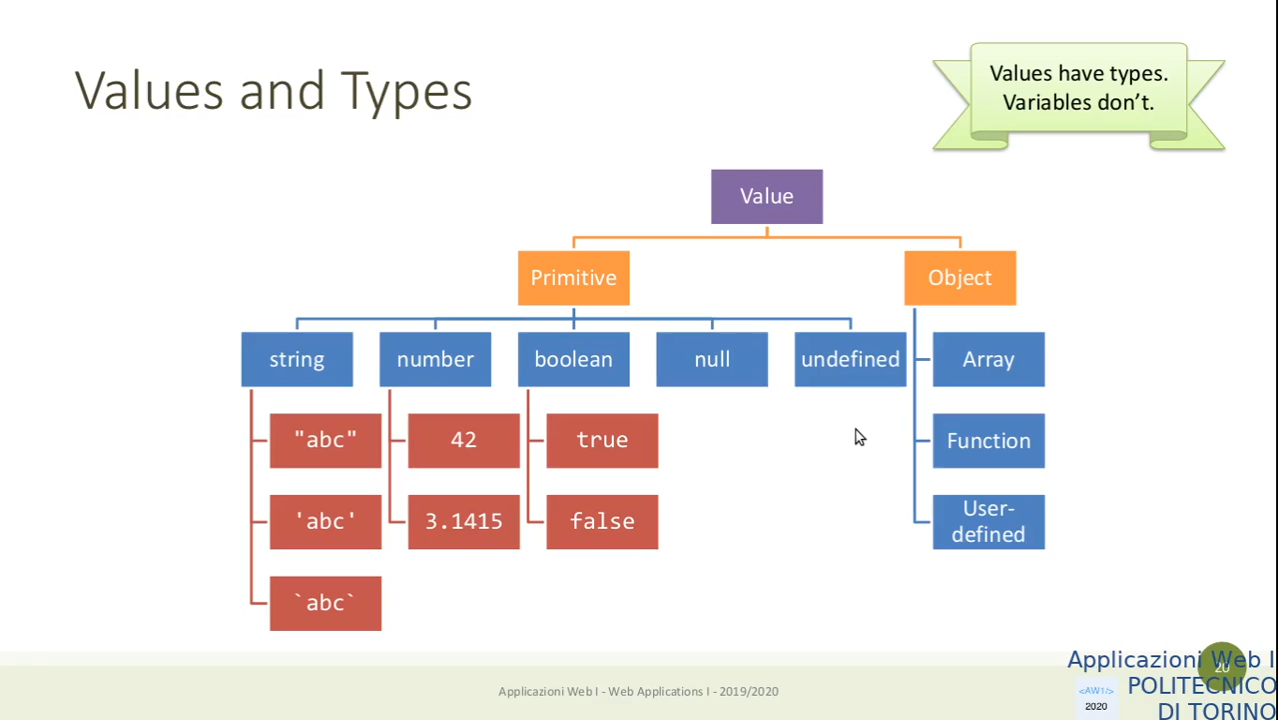 Values and Types
Values have types.
Variables don't.
Value
Primitive
Object
string
number
boolean
null
undefined
Array
"abc"
42
true
Function
'abc'
3.1415
false
User-
defined
`abc`
Applicazioni Web I - Web Applications I - 2019/2020
20
Applicazioni Web I
POLITECNICO
DI TORINO
<AW1/>
2020